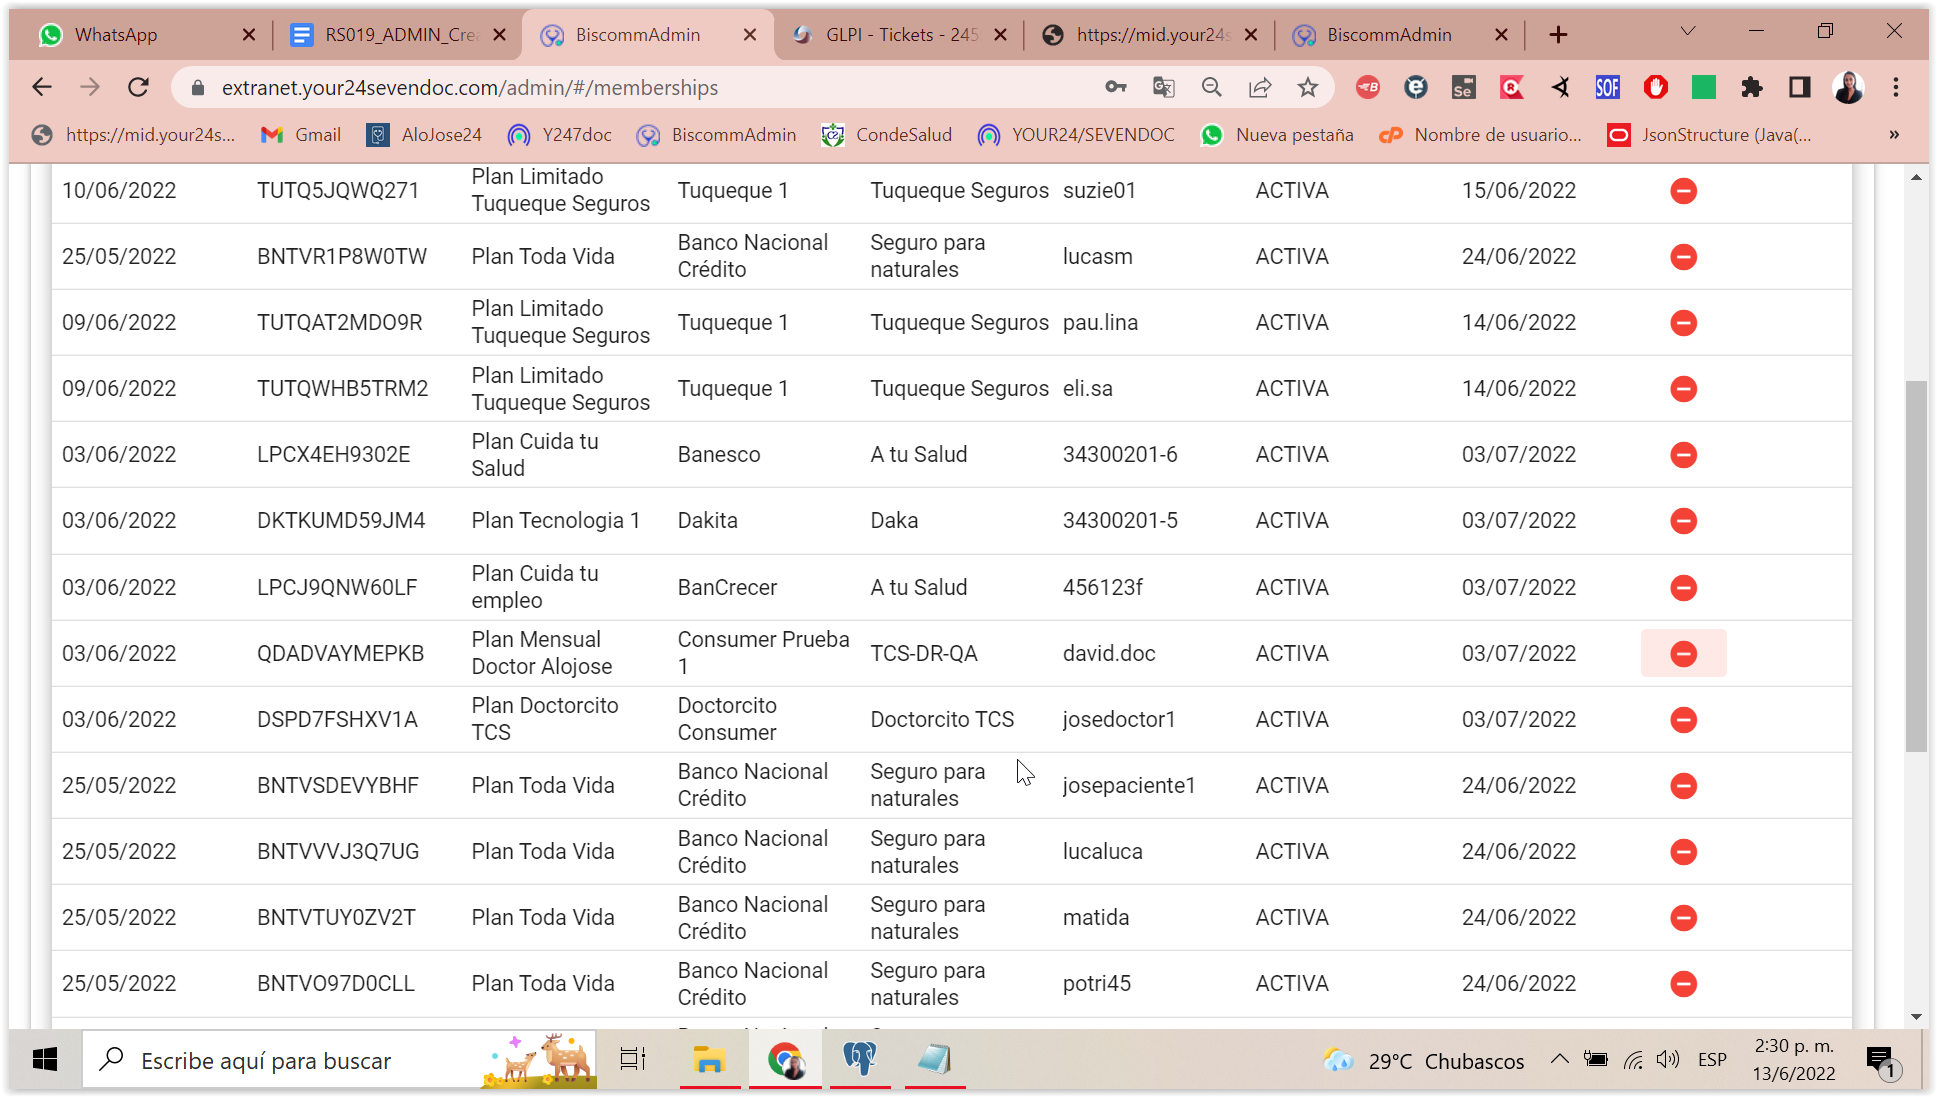 WhatsApp
RS019_ADMIN_Crea
BiscommAdmin
GLPI - Tickets - 245
https://mid.your24s
BiscommAdmin
extranet.your24sevendoc.com/admin/#/memberships
https://mid.your24s...
Gmail
AloJose24
Y247doc
BiscommAdmin
CondeSalud
YOUR24/SEVENDOC
Nueva pestaña
Nombre de usuario...
JsonStructure (Java(...
»
10/06/2022 TUTQ5JQWQ271 Plan Limitado Tuqueque Seguros Tuqueque 1 Tuqueque Seguros suzie01 ACTIVA 15/06/2022
25/05/2022 BNTVR1P8W0TW Plan Toda Vida Banco Nacional Crédito Seguro para naturales lucasm ACTIVA 24/06/2022
09/06/2022 TUTQAT2MDO9R Plan Limitado Tuqueque Seguros Tuqueque 1 Tuqueque Seguros pau.lina ACTIVA 14/06/2022
09/06/2022 TUTQWHB5TRM2 Plan Limitado Tuqueque Seguros Tuqueque 1 Tuqueque Seguros eli.sa ACTIVA 14/06/2022
03/06/2022 LPCX4EH9302E Plan Cuida tu Salud Banesco A tu Salud 34300201-6 ACTIVA 03/07/2022
03/06/2022 DKTKUMD59JM4 Plan Tecnologia 1 Dakita Daka 34300201-5 ACTIVA 03/07/2022
03/06/2022 LPCJ9QNW60LF Plan Cuida tu empleo BanCrecer A tu Salud 456123f ACTIVA 03/07/2022
03/06/2022 QDADVAYMEPKB Plan Mensual Doctor Alojose Consumer Prueba 1 TCS-DR-QA david.doc ACTIVA 03/07/2022
03/06/2022 DSPD7FSHXV1A Plan Doctorcito TCS Doctorcito Consumer Doctorcito TCS josedoctor1 ACTIVA 03/07/2022
25/05/2022 BNTVSDEVYBHF Plan Toda Vida Banco Nacional Crédito Seguro para naturales josepaciente1 ACTIVA 24/06/2022
25/05/2022 BNTVVVJ3Q7UG Plan Toda Vida Banco Nacional Crédito Seguro para naturales lucaluca ACTIVA 24/06/2022
25/05/2022 BNTVTUY0ZV2T Plan Toda Vida Banco Nacional Crédito Seguro para naturales matida ACTIVA 24/06/2022
25/05/2022 BNTVO97D0CLL Plan Toda Vida Banco Nacional Crédito Seguro para naturales potri45 ACTIVA 24/06/2022
Escribe aquí para buscar
29°C Chubascos
ESP
2:30 p. m.
13/6/2022
1